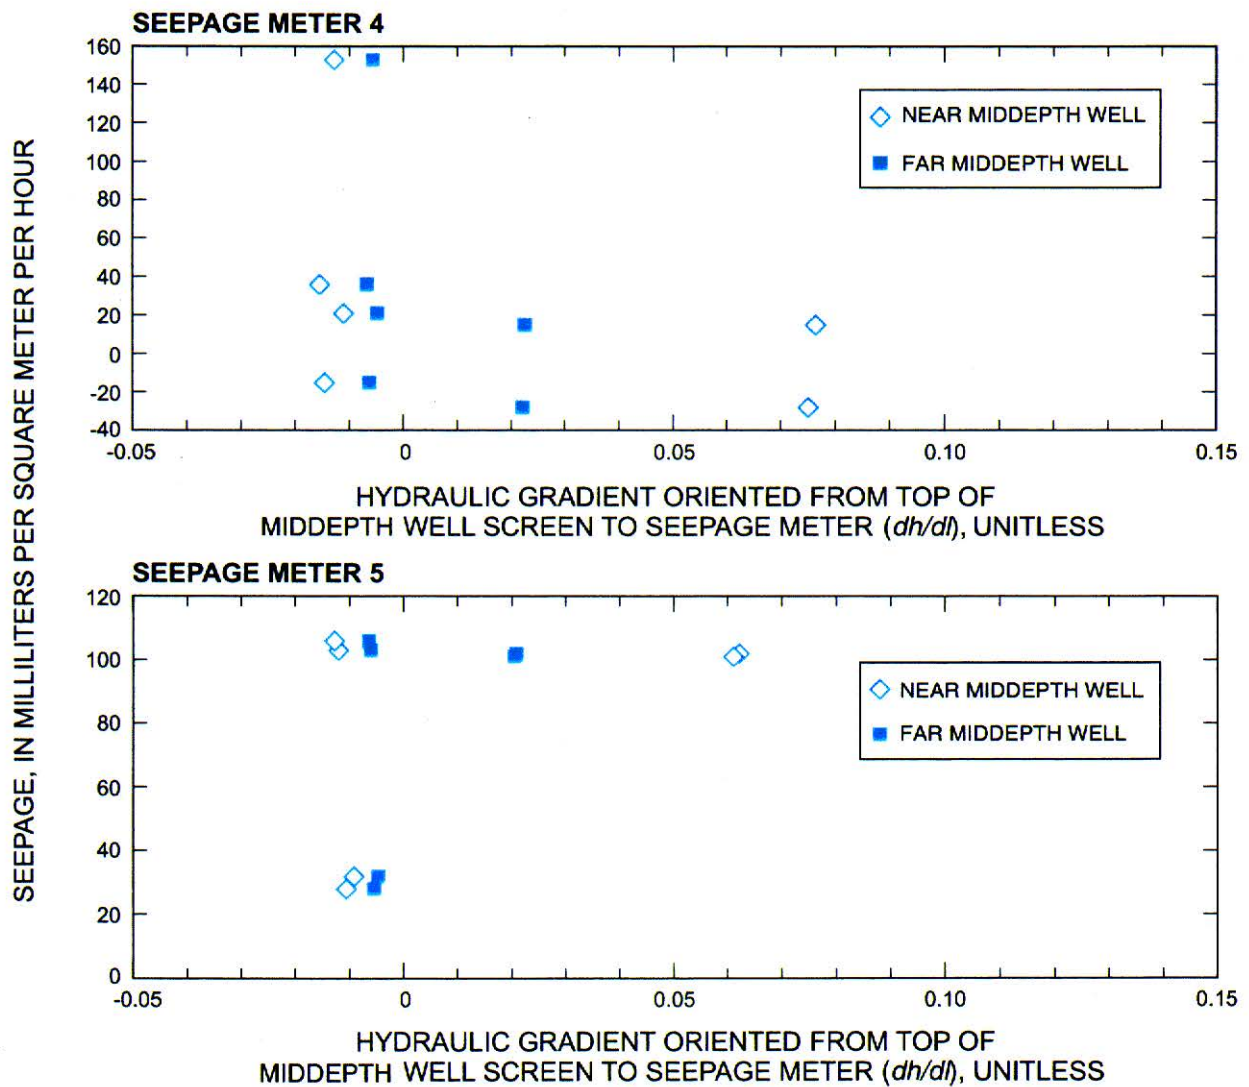 SEEPAGE, IN MILLILITERS PER SQUARE METER PER HOUR
SEEPAGE METER 4
160
140
120
100
80
60
40
20
0
-20
-40
-0.05 0 0.05 0.10 0.15
NEAR MIDDEPTH WELL
FAR MIDDEPTH WELL
HYDRAULIC GRADIENT ORIENTED FROM TOP OF
MIDDEPTH WELL SCREEN TO SEEPAGE METER (dh/dl), UNITLESS
SEEPAGE METER 5
120
100
80
60
40
20
0
-0.05 0 0.05 0.10 0.15
NEAR MIDDEPTH WELL
FAR MIDDEPTH WELL
HYDRAULIC GRADIENT ORIENTED FROM TOP OF
MIDDEPTH WELL SCREEN TO SEEPAGE METER (dh/dl), UNITLESS